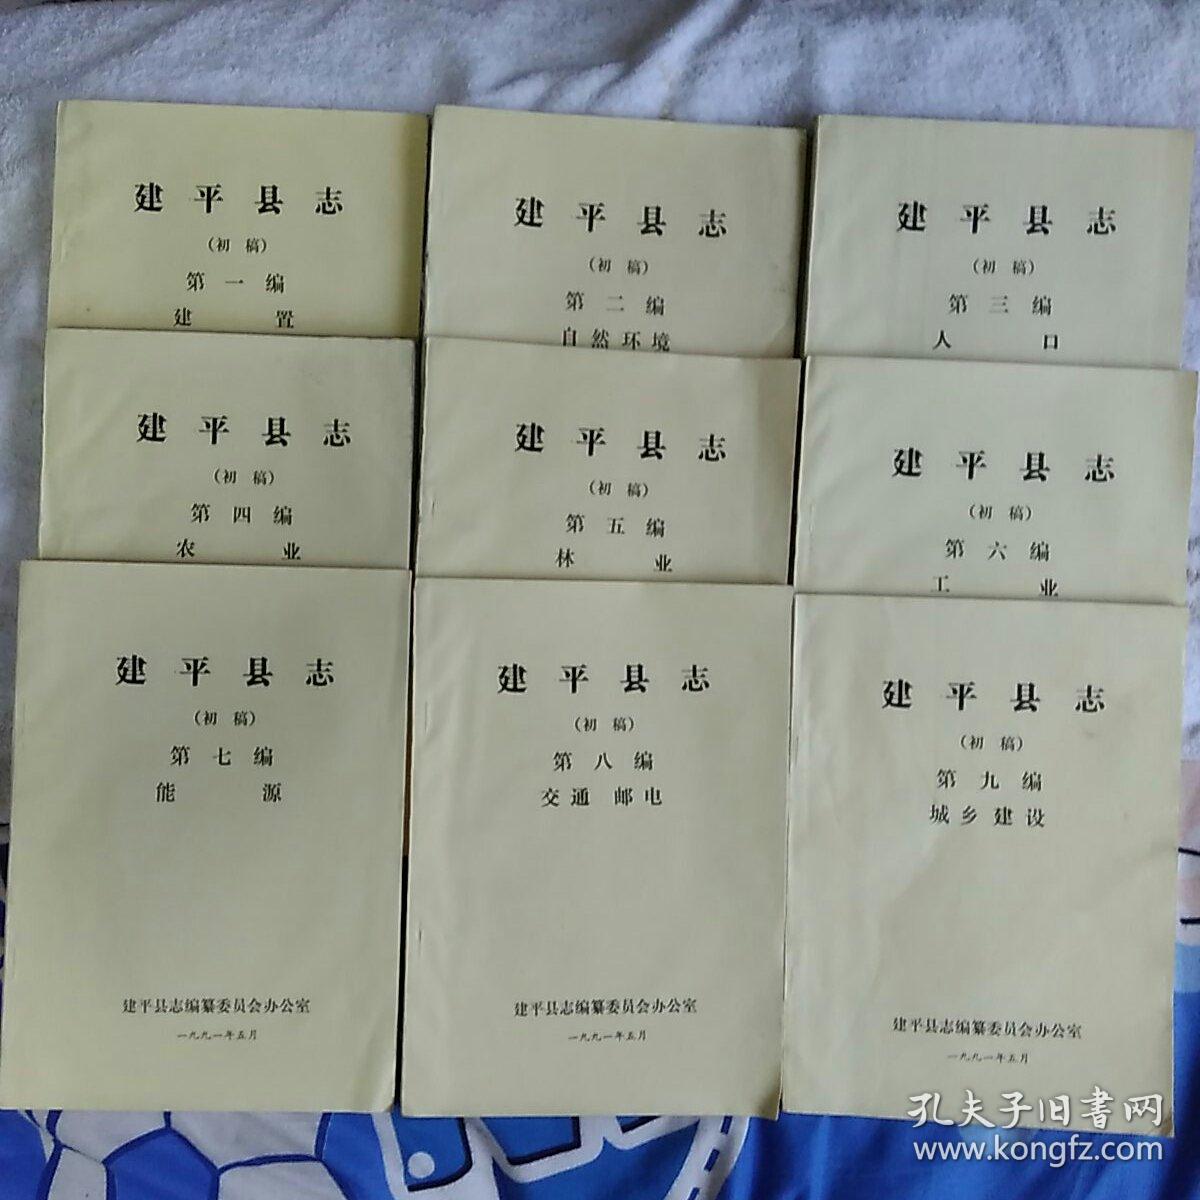 建平县志
（初稿）
第一编
建置
建平县志
（初稿）
第二编
自然环境
建平县志
（初稿）
第三编
人口
建平县志
（初稿）
第四编
农业
建平县志
（初稿）
第五编
林业
建平县志
（初稿）
第六编
工业
建平县志
（初稿）
第七编
能源
建平县志编纂委员会办公室
一九九一年五月
建平县志
（初稿）
第八编
交通 邮电
建平县志编纂委员会办公室
一九九一年五月
建平县志
（初稿）
第九编
城乡建设
建平县志编纂委员会办公室
一九九一年五月
孔夫子旧書网
www.kongfz.com